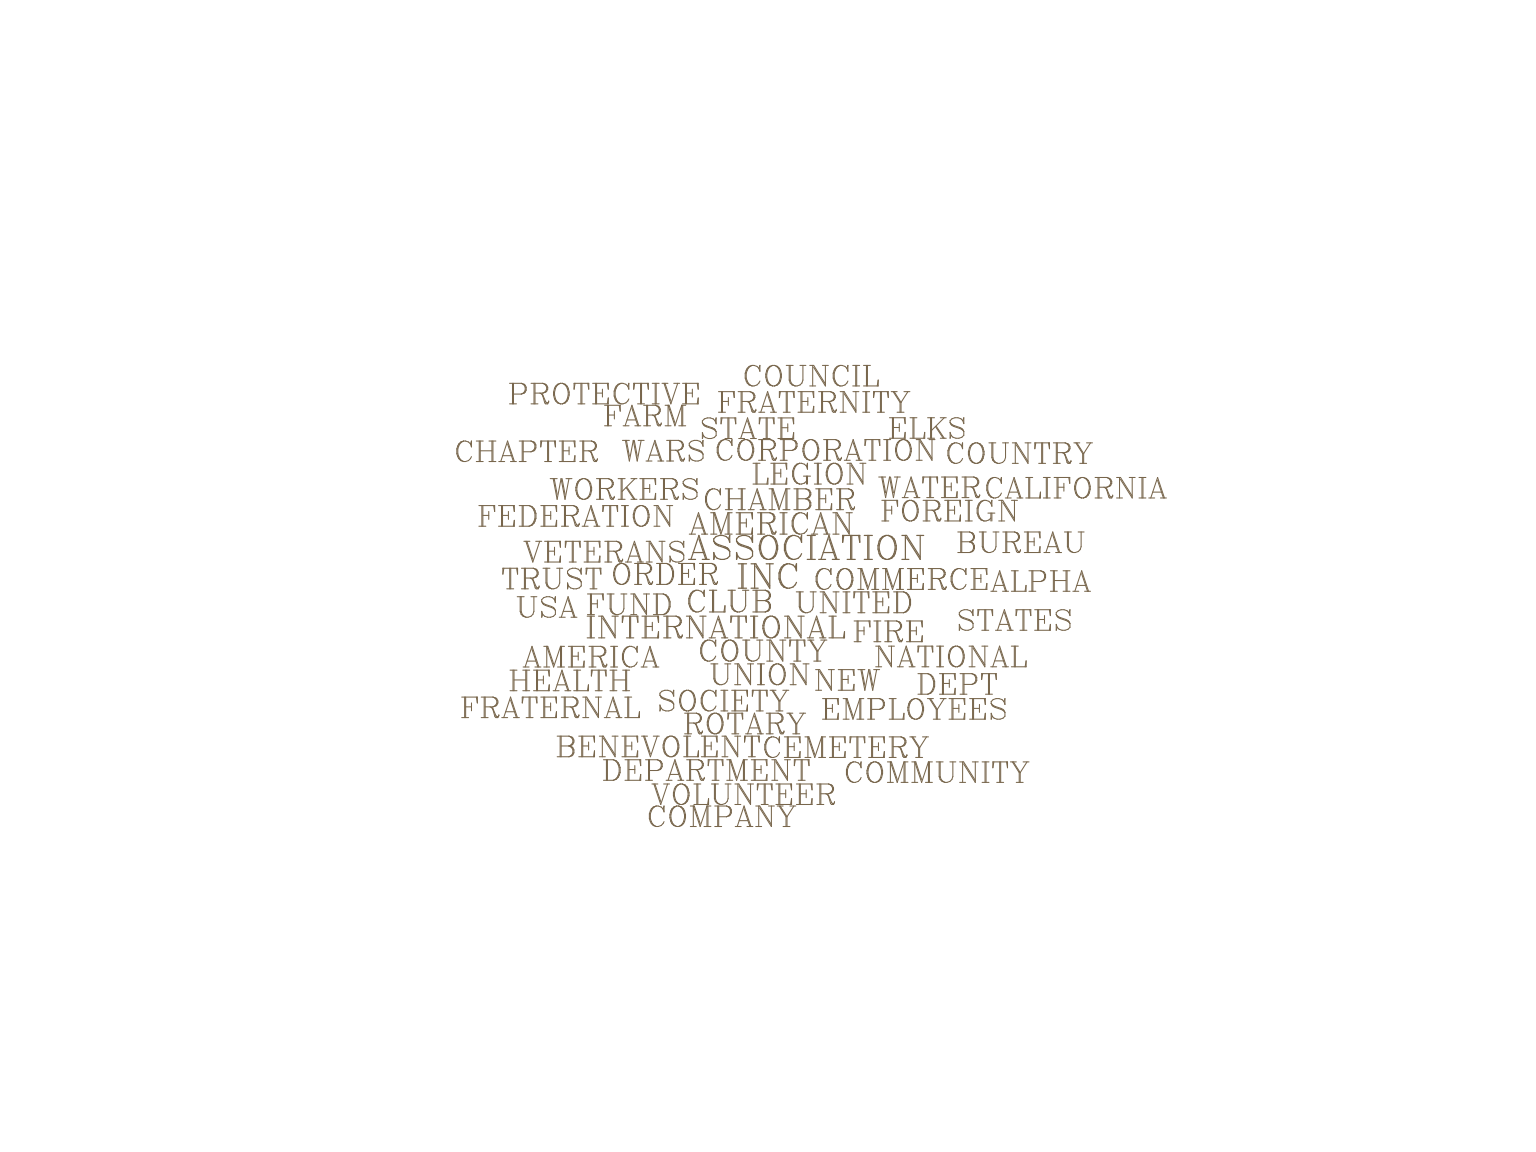 COUNCIL
PROTECTIVE FRATERNITY
FARM STATE ELKS
CHAPTER WARS CORPORATION COUNTRY
LEGION
WORKERS CHAMBER WATER CALIFORNIA
FEDERATION AMERICAN FOREIGN
VETERANS ASSOCIATION BUREAU
TRUST ORDER INC COMMERCE ALPHA
USA FUND CLUB UNITED STATES
INTERNATIONAL FIRE
AMERICA COUNTY NATIONAL
HEALTH UNION NEW DEPT
FRATERNAL SOCIETY EMPLOYEES
ROTARY
BENEVOLENT CEMETERY
DEPARTMENT COMMUNITY
VOLUNTEER
COMPANY